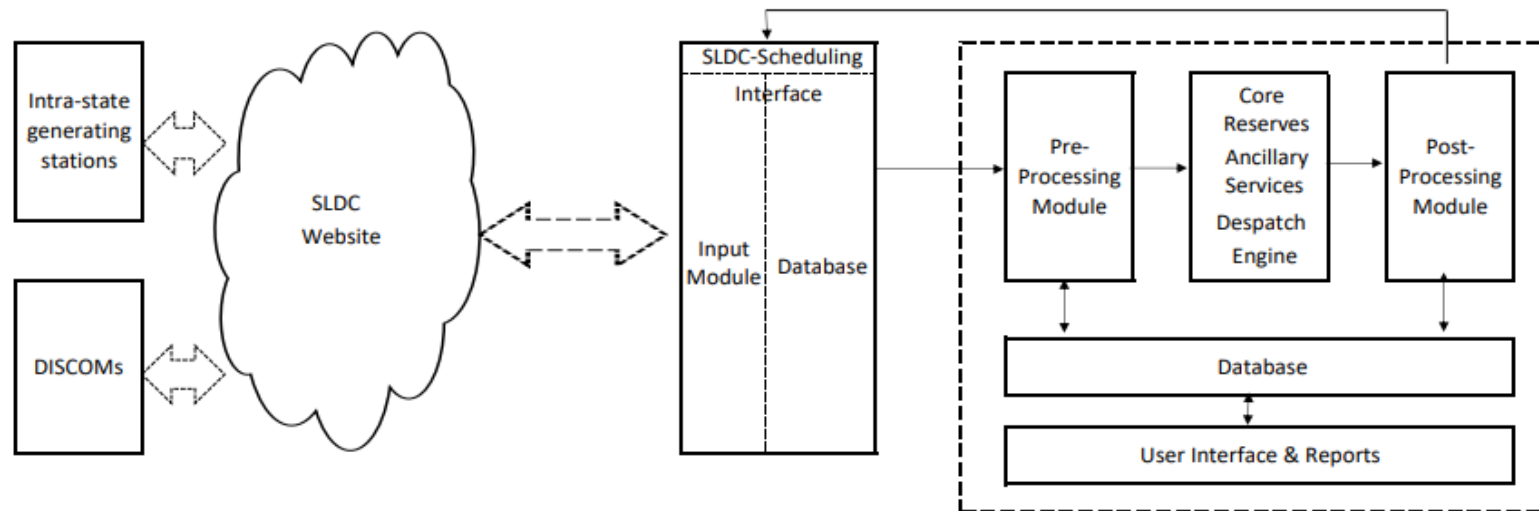 Intra-state
generating
stations
DISCOMs
SLDC
Website
SLDC-Scheduling
Interface
Input
Module
Database
Pre-
Processing
Module
Core
Reserves
Ancillary
Services
Despatch
Engine
Post-
Processing
Module
Database
User Interface & Reports